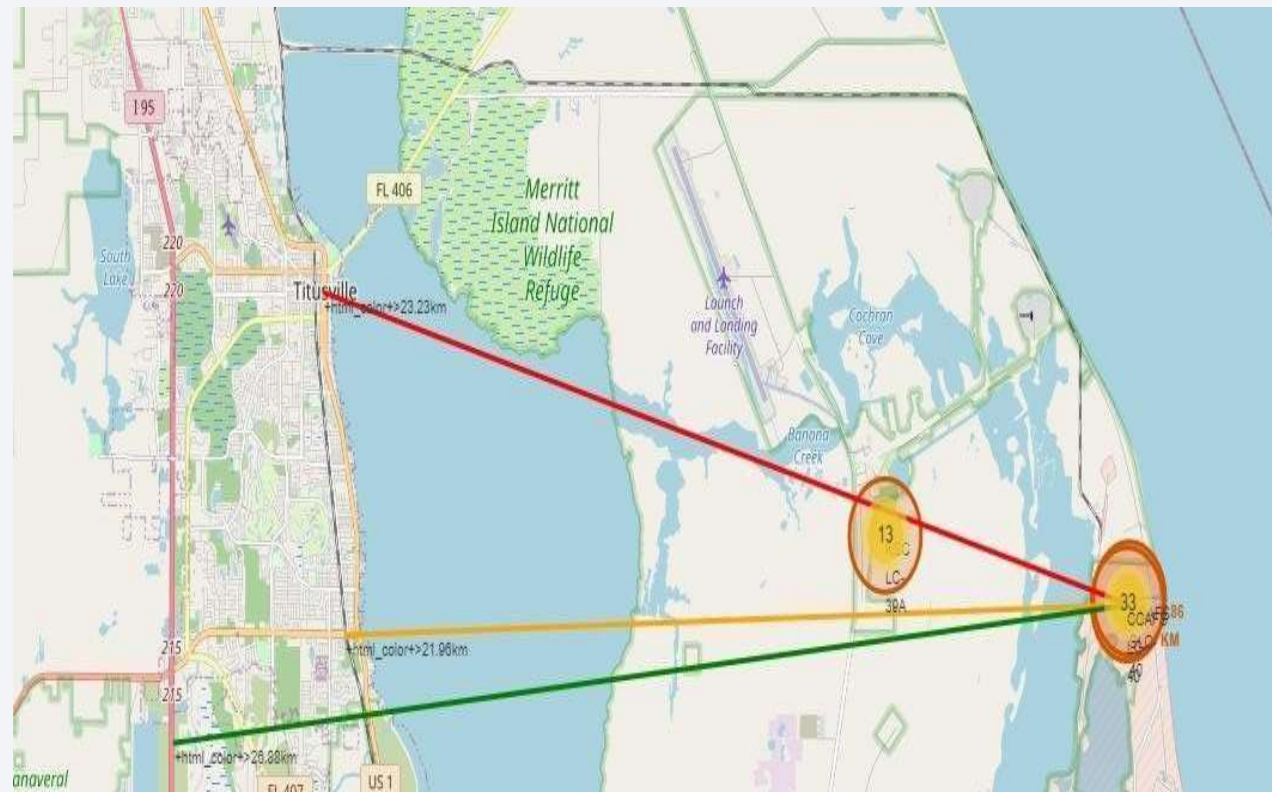 I 95
FL 406
Merritt
Island National
Wildlife
Refuge
220
South
Lake
220
Titusville
+html_color+>23.23km
Launch
and Landing
Facility
Cochran
Cove
Banana
Creek
13
LC-
39A
33
KM
40
215
+html_color+>21.96km
215
+html_color+>26.88km
anaveral
FL 407
US 1